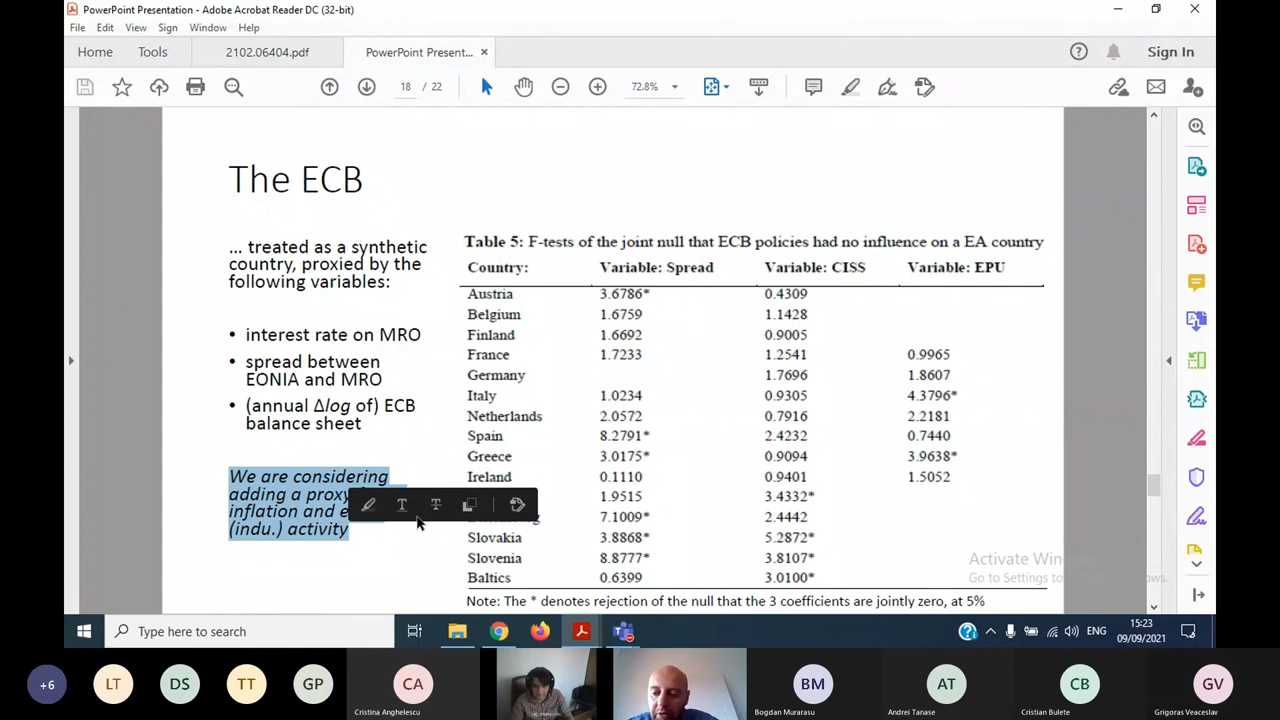 PowerPoint Presentation - Adobe Acrobat Reader DC (32-bit)
File Edit View Sign Window Help
Home Tools 2102.06404.pdf PowerPoint Present... × Sign In
18 / 22 72.8%
The ECB
... treated as a synthetic
country, proxied by the
following variables:
• interest rate on MRO
• spread between
EONIA and MRO
• (annual Δlog of) ECB
balance sheet
We are considering
adding a proxy
inflation and
(indu.) activity
Table 5: F-tests of the joint null that ECB policies had no influence on a EA country
Country: Variable: Spread Variable: CISS Variable: EPU
Austria 3.6786* 0.4309
Belgium 1.6759 1.1428
Finland 1.6692 0.9005
France 1.7233 1.2541 0.9965
Germany 1.7696 1.8607
Italy 1.0234 0.9305 4.3796*
Netherlands 2.0572 0.7916 2.2181
Spain 8.2791* 2.4232 0.7440
Greece 3.0175* 0.9094 3.9638*
Ireland 0.1110 0.9401 1.5052
1.9515 3.4332*
7.1009* 2.4442
Slovakia 3.8868* 5.2872*
Slovenia 8.8777* 3.8107*
Baltics 0.6399 3.0100*
Note: The * denotes rejection of the null that the 3 coefficients are jointly zero, at 5%
Activate Win
Go to Settings to
Type here to search
ENG
15:23
09/09/2021
+6 LT DS TT GP CA BM AT CB GV
Cristina Anghelescu Bogdan Murarasu Andrei Tanase Cristian Bulete Grigoras Veaceslav